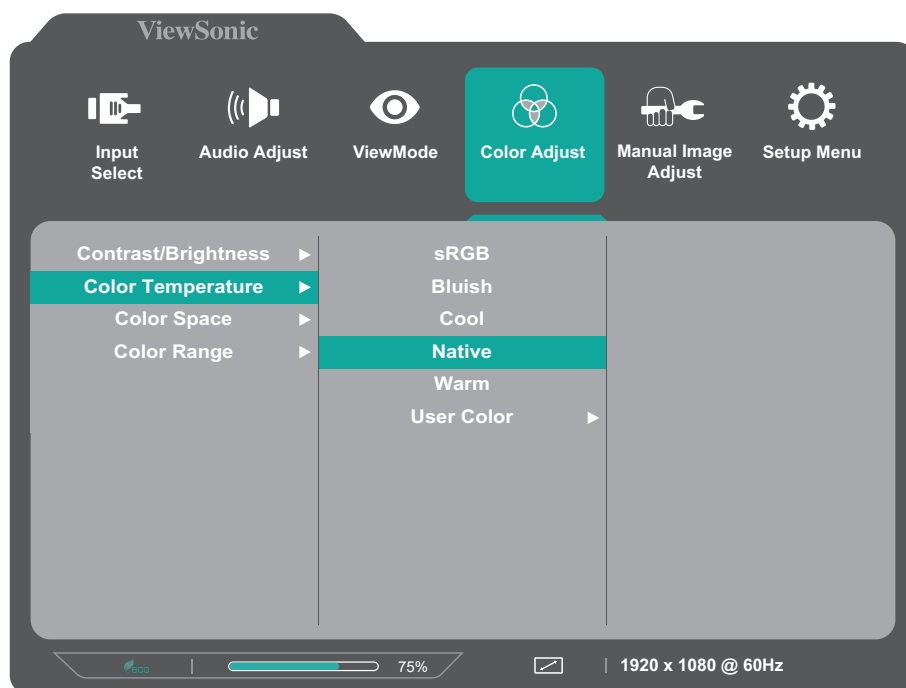 ViewSonic
Input
Select
Audio Adjust
ViewMode
Color Adjust
Manual Image
Adjust
Setup Menu
Contrast/Brightness
Color Temperature
Color Space
Color Range
sRGB
Bluish
Cool
Native
Warm
User Color
eco
75%
1920 x 1080 @ 60Hz